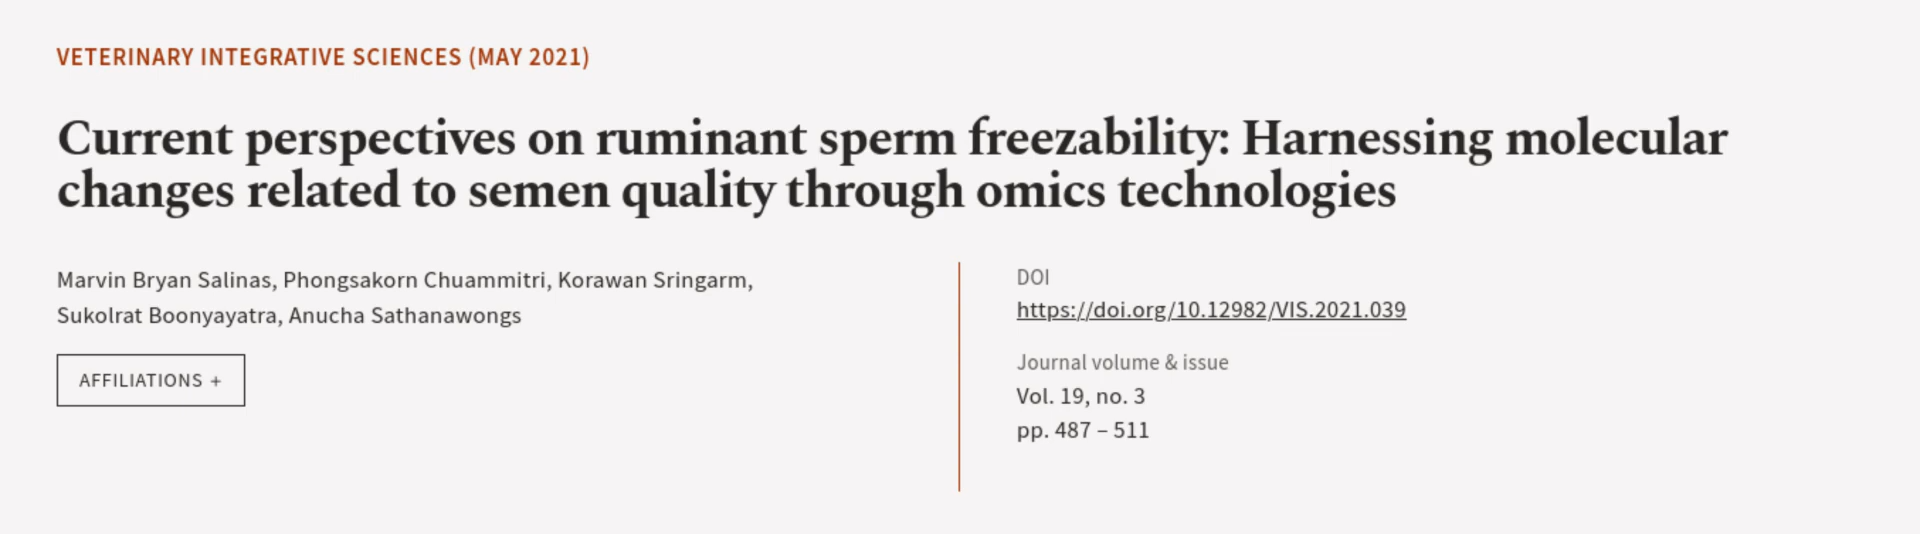 VETERINARY INTEGRATIVE SCIENCES (MAY 2021)
Current perspectives on ruminant sperm freezability: Harnessing molecular
changes related to semen quality through omics technologies
Marvin Bryan Salinas, Phongsakorn Chuammitri, Korawan Sringarm,
Sukolrat Boonyayatra, Anucha Sathanawongs
AFFILIATIONS +
DOI
https://doi.org/10.12982/VIS.2021.039
Journal volume & issue
Vol. 19, no. 3
pp. 487 – 511